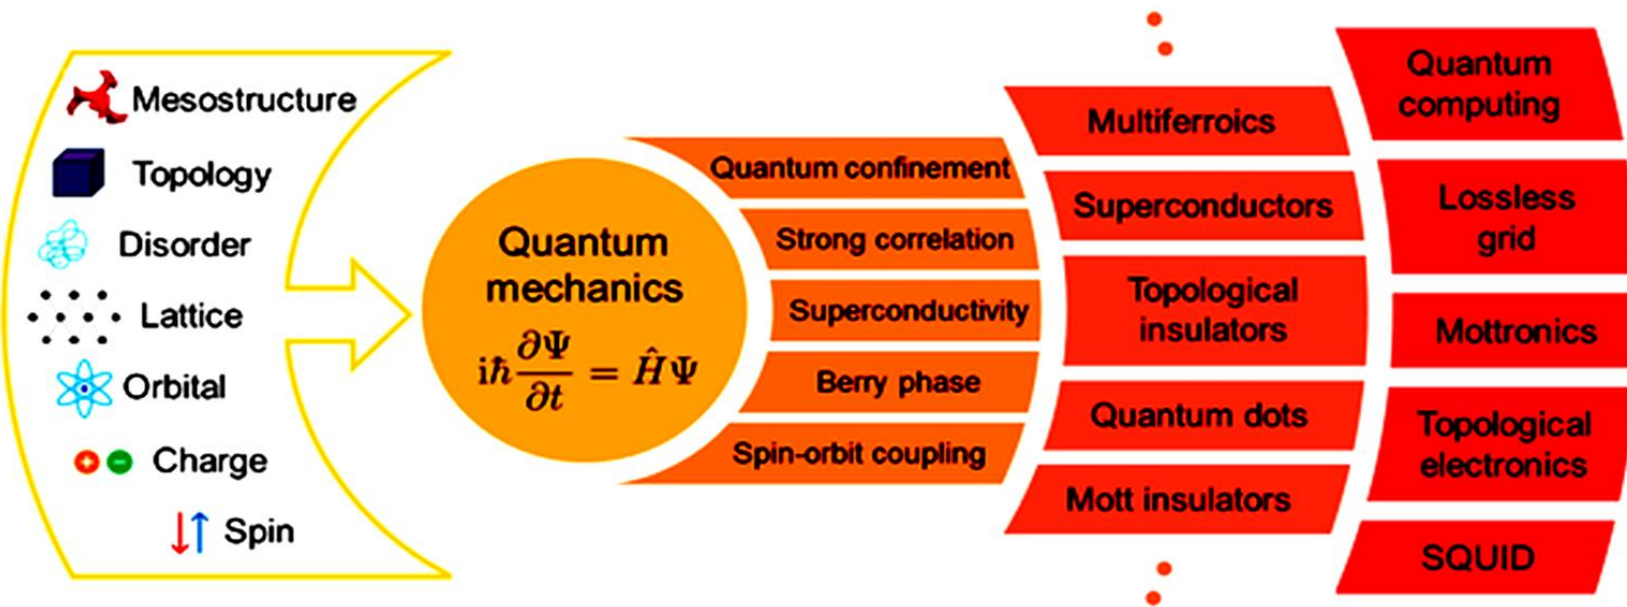 Mesostructure
Topology
Disorder
Lattice
Orbital
+ −
Charge
Spin
Quantum
mechanics
iℏ ∂Ψ/∂t = ĤΨ
Quantum confinement
Strong correlation
Superconductivity
Berry phase
Spin-orbit coupling
Multiferroics
Superconductors
Topological
insulators
Quantum dots
Mott insulators
Quantum
computing
Lossless
grid
Mottronics
Topological
electronics
SQUID